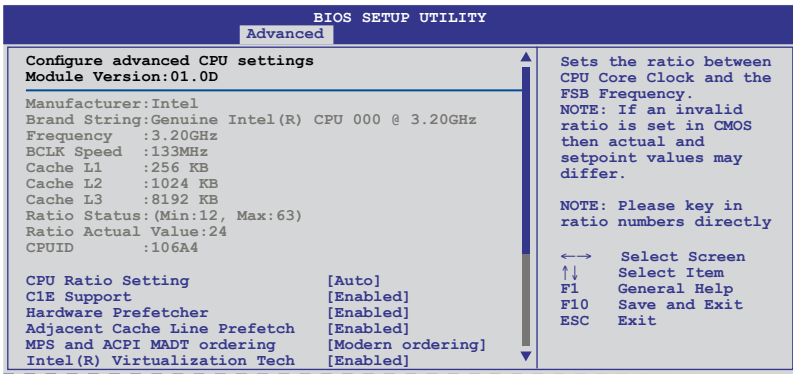 BIOS SETUP UTILITY
Advanced
Configure advanced CPU settings
Module Version:01.0D
Manufacturer:Intel
Brand String:Genuine Intel(R) CPU 000 @ 3.20GHz
Frequency :3.20GHz
BCLK Speed :133MHz
Cache L1 :256 KB
Cache L2 :1024 KB
Cache L3 :8192 KB
Ratio Status:(Min:12, Max:63)
Ratio Actual Value:24
CPUID :106A4
CPU Ratio Setting [Auto]
C1E Support [Enabled]
Hardware Prefetcher [Enabled]
Adjacent Cache Line Prefetch [Enabled]
MPS and ACPI MADT ordering [Modern ordering]
Intel(R) Virtualization Tech [Enabled]
Sets the ratio between
CPU Core Clock and the
FSB Frequency.
NOTE: If an invalid
ratio is set in CMOS
then actual and
setpoint values may
differ.
NOTE: Please key in
ratio numbers directly
←→ Select Screen
↑↓ Select Item
F1 General Help
F10 Save and Exit
ESC Exit